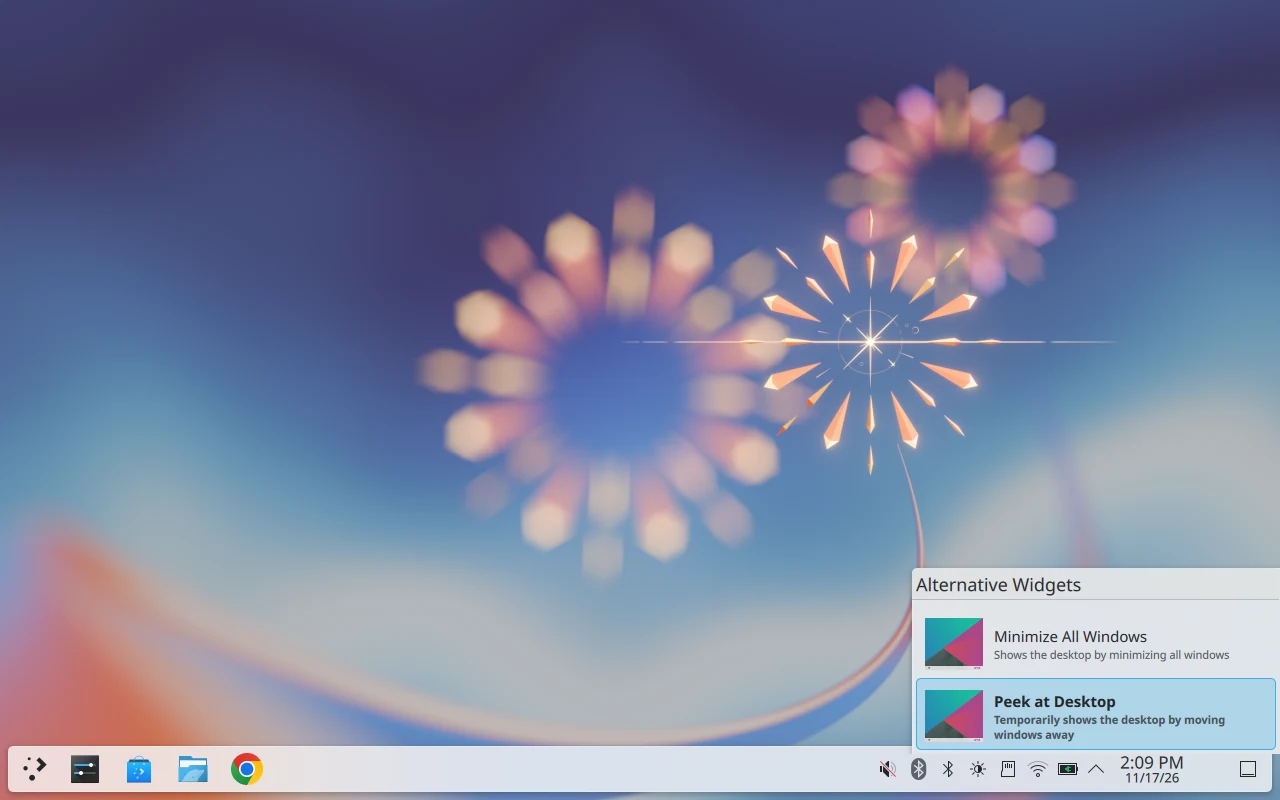 Alternative Widgets
Minimize All Windows
Shows the desktop by minimizing all windows
Peek at Desktop
Temporarily shows the desktop by moving
windows away
2:09 PM
11/17/26